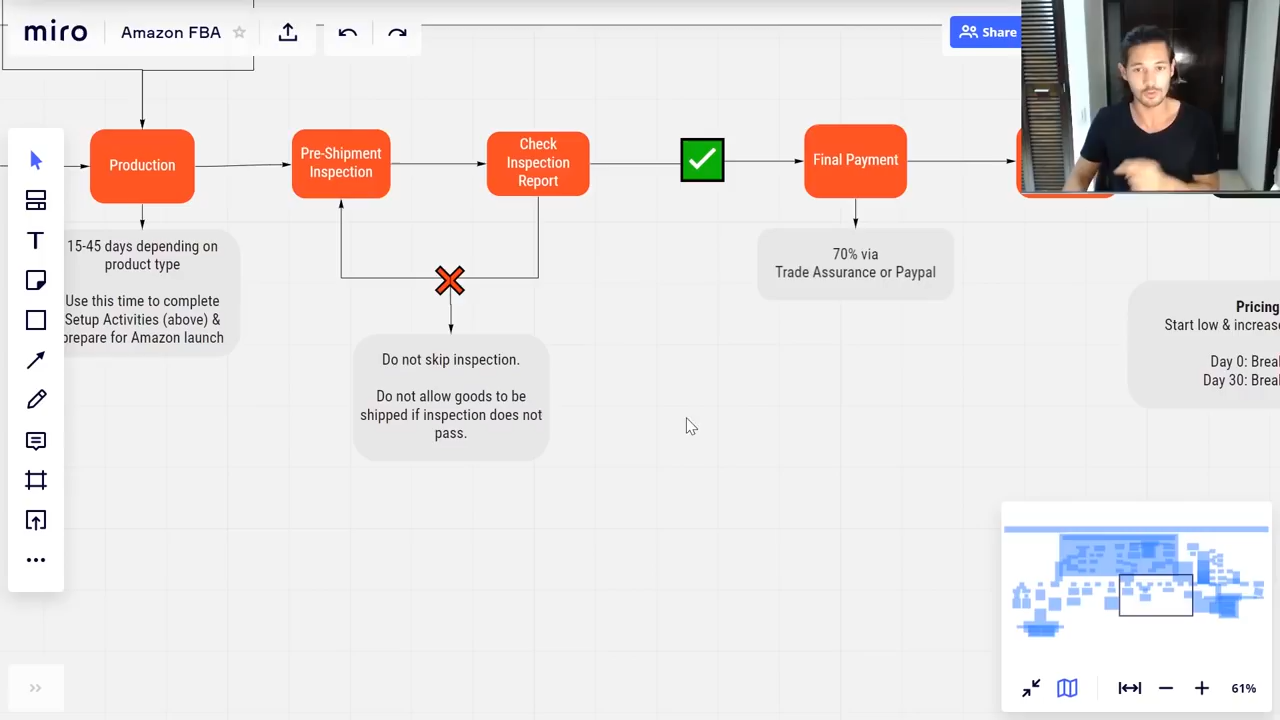 miro
Amazon FBA
Share
Production
Pre-Shipment
Inspection
Check
Inspection
Report
Final Payment
15-45 days depending on
product type
Use this time to complete
Setup Activities (above) &
prepare for Amazon launch
70% via
Trade Assurance or Paypal
Do not skip inspection.
Do not allow goods to be
shipped if inspection does not
pass.
Pricing
Start low & increase
Day 0: Brea
Day 30: Brea
T
61%